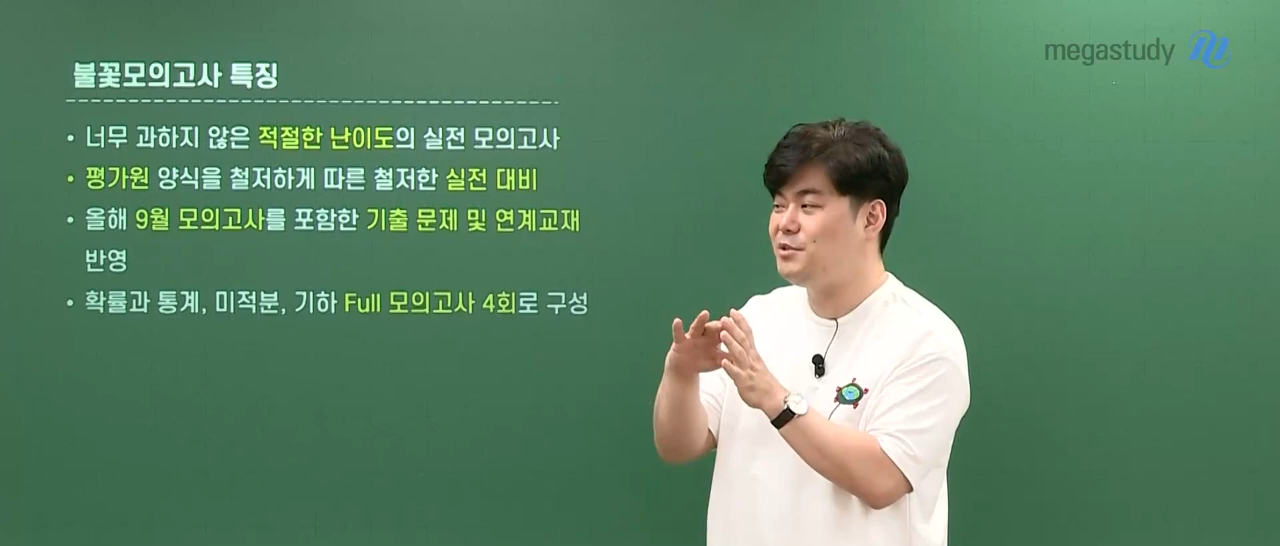 불꽃모의고사 특징
• 너무 과하지 않은 적절한 난이도의 실전 모의고사
• 평가원 양식을 철저하게 따른 철저한 실전 대비
• 올해 9월 모의고사를 포함한 기출 문제 및 연계교재
반영
• 확률과 통계, 미적분, 기하 Full 모의고사 4회로 구성
megastudy